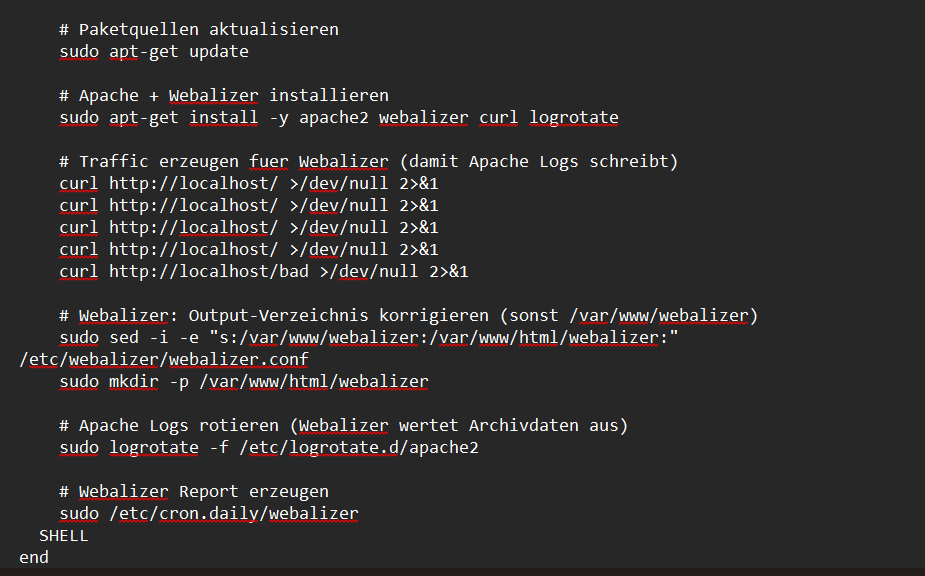 # Paketquellen aktualisieren
sudo apt-get update
# Apache + Webalizer installieren
sudo apt-get install -y apache2 webalizer curl logrotate
# Traffic erzeugen fuer Webalizer (damit Apache Logs schreibt)
curl http://localhost/ >/dev/null 2>&1
curl http://localhost/ >/dev/null 2>&1
curl http://localhost/ >/dev/null 2>&1
curl http://localhost/ >/dev/null 2>&1
curl http://localhost/bad >/dev/null 2>&1
# Webalizer: Output-Verzeichnis korrigieren (sonst /var/www/webalizer)
sudo sed -i -e "s:/var/www/webalizer:/var/www/html/webalizer:"
/etc/webalizer/webalizer.conf
sudo mkdir -p /var/www/html/webalizer
# Apache Logs rotieren (Webalizer wertet Archivdaten aus)
sudo logrotate -f /etc/logrotate.d/apache2
# Webalizer Report erzeugen
sudo /etc/cron.daily/webalizer
SHELL
end